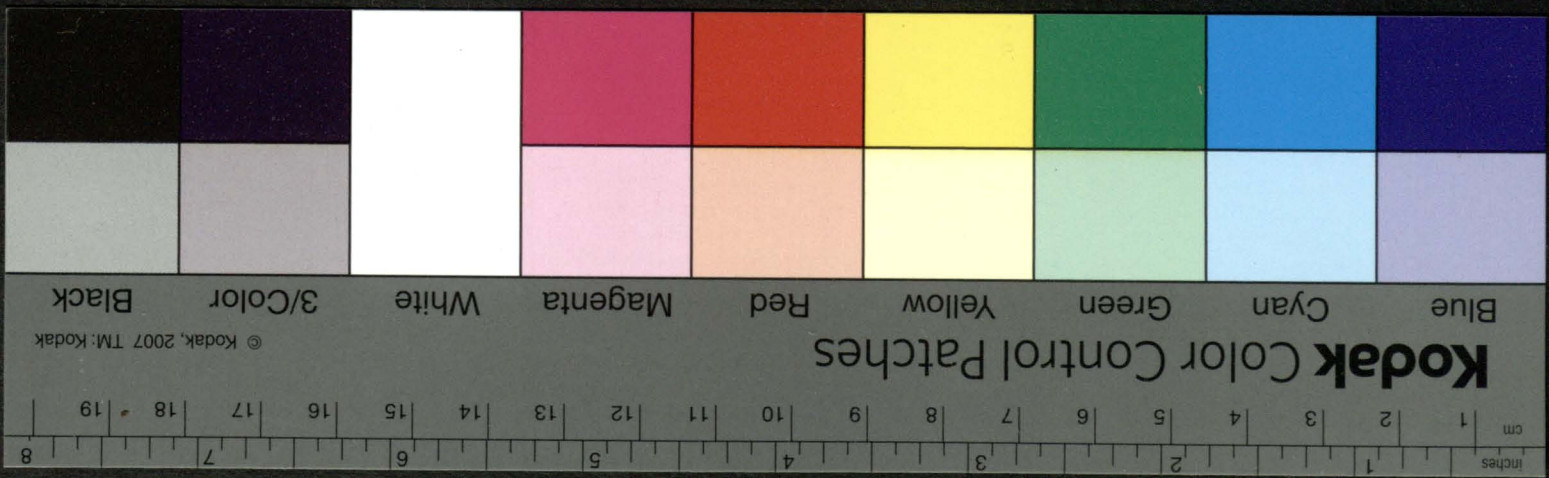 inches 1 2 3 4 5 6 7 8
cm 1 2 3 4 5 6 7 8 9 10 11 12 13 14 15 16 17 18 19
Kodak Color Control Patches © Kodak, 2007 TM: Kodak
Blue Cyan Green Yellow Red Magenta White 3/Color Black